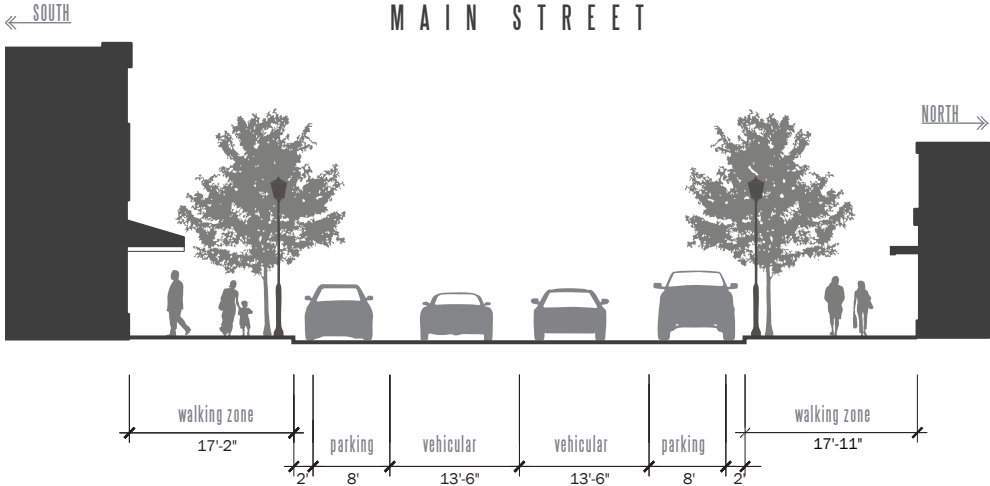 MAIN STREET
SOUTH
NORTH
walking zone
17'-2"
walking zone
17'-11"
parking
vehicular
vehicular
parking
2'
8'
13'-6"
13'-6"
8'
2'